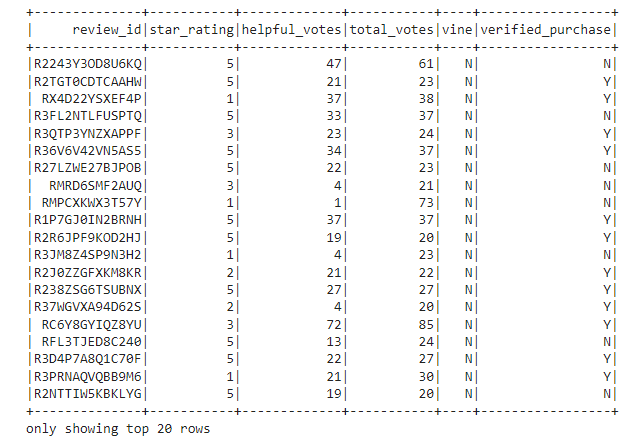 +--------------+-----------+-------------+-----------+----+-----------------+
|     review_id|star_rating|helpful_votes|total_votes|vine|verified_purchase|
+--------------+-----------+-------------+-----------+----+-----------------+
|R2243Y3OD8U6KQ|          5|           47|         61|   N|                N|
|R2TGT0CDTCAAHW|          5|           21|         23|   N|                Y|
| RX4D22YSXEF4P|          1|           37|         38|   N|                Y|
|R3FL2NTLFUSPTQ|          5|           33|         37|   N|                N|
|R3QTP3YNZXAPPF|          3|           23|         24|   N|                Y|
|R36V6V42VN5AS5|          5|           34|         37|   N|                Y|
|R27LZWE27BJPOB|          5|           22|         23|   N|                N|
|  RMRD6SMF2AUQ|          3|            4|         21|   N|                N|
| RMPCXKWX3T57Y|          1|            1|         73|   N|                N|
|R1P7GJ0IN2BRNH|          5|           37|         37|   N|                Y|
|R2R6JPF9KOD2HJ|          5|           19|         20|   N|                Y|
|R3JM8Z4SP9N3H2|          1|            4|         23|   N|                N|
|R2J0ZZGFXKM8KR|          2|           21|         22|   N|                Y|
|R238ZSG6TSUBNX|          5|           27|         27|   N|                Y|
|R37WGVXA94D62S|          2|            4|         20|   N|                Y|
| RC6Y8GYIQZ8YU|          3|           72|         85|   N|                Y|
| RFL3TJED8C240|          5|           13|         24|   N|                N|
|R3D4P7A8Q1C70F|          5|           22|         27|   N|                Y|
|R3PRNAQVQBB9M6|          1|           21|         30|   N|                Y|
|R2NTTIW5KBKLYG|          5|           19|         20|   N|                N|
+--------------+-----------+-------------+-----------+----+-----------------+
only showing top 20 rows